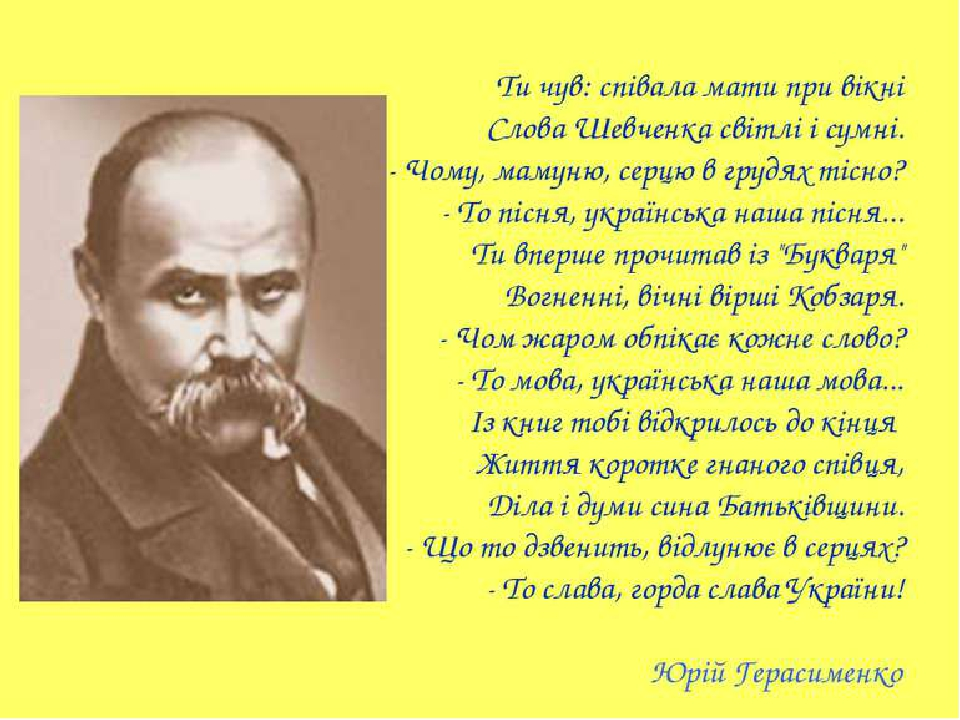 Ти чув: співала мати при вікні
Слова Шевченка світлі і сумні.
- Чому, мамуню, серцю в грудях тісно?
- То пісня, українська наша пісня...
Ти вперше прочитав із "Букваря"
Вогненні, вічні вірші Кобзаря.
- Чом жаром обпікає кожне слово?
- То мова, українська наша мова...
Із книг тобі відкрилось до кінця
Життя коротке гнаного співця,
Діла і думи сина Батьківщини.
- Що то дзвенить, відлунює в серцях?
- То слава, горда слава України!
Юрій Герасименко